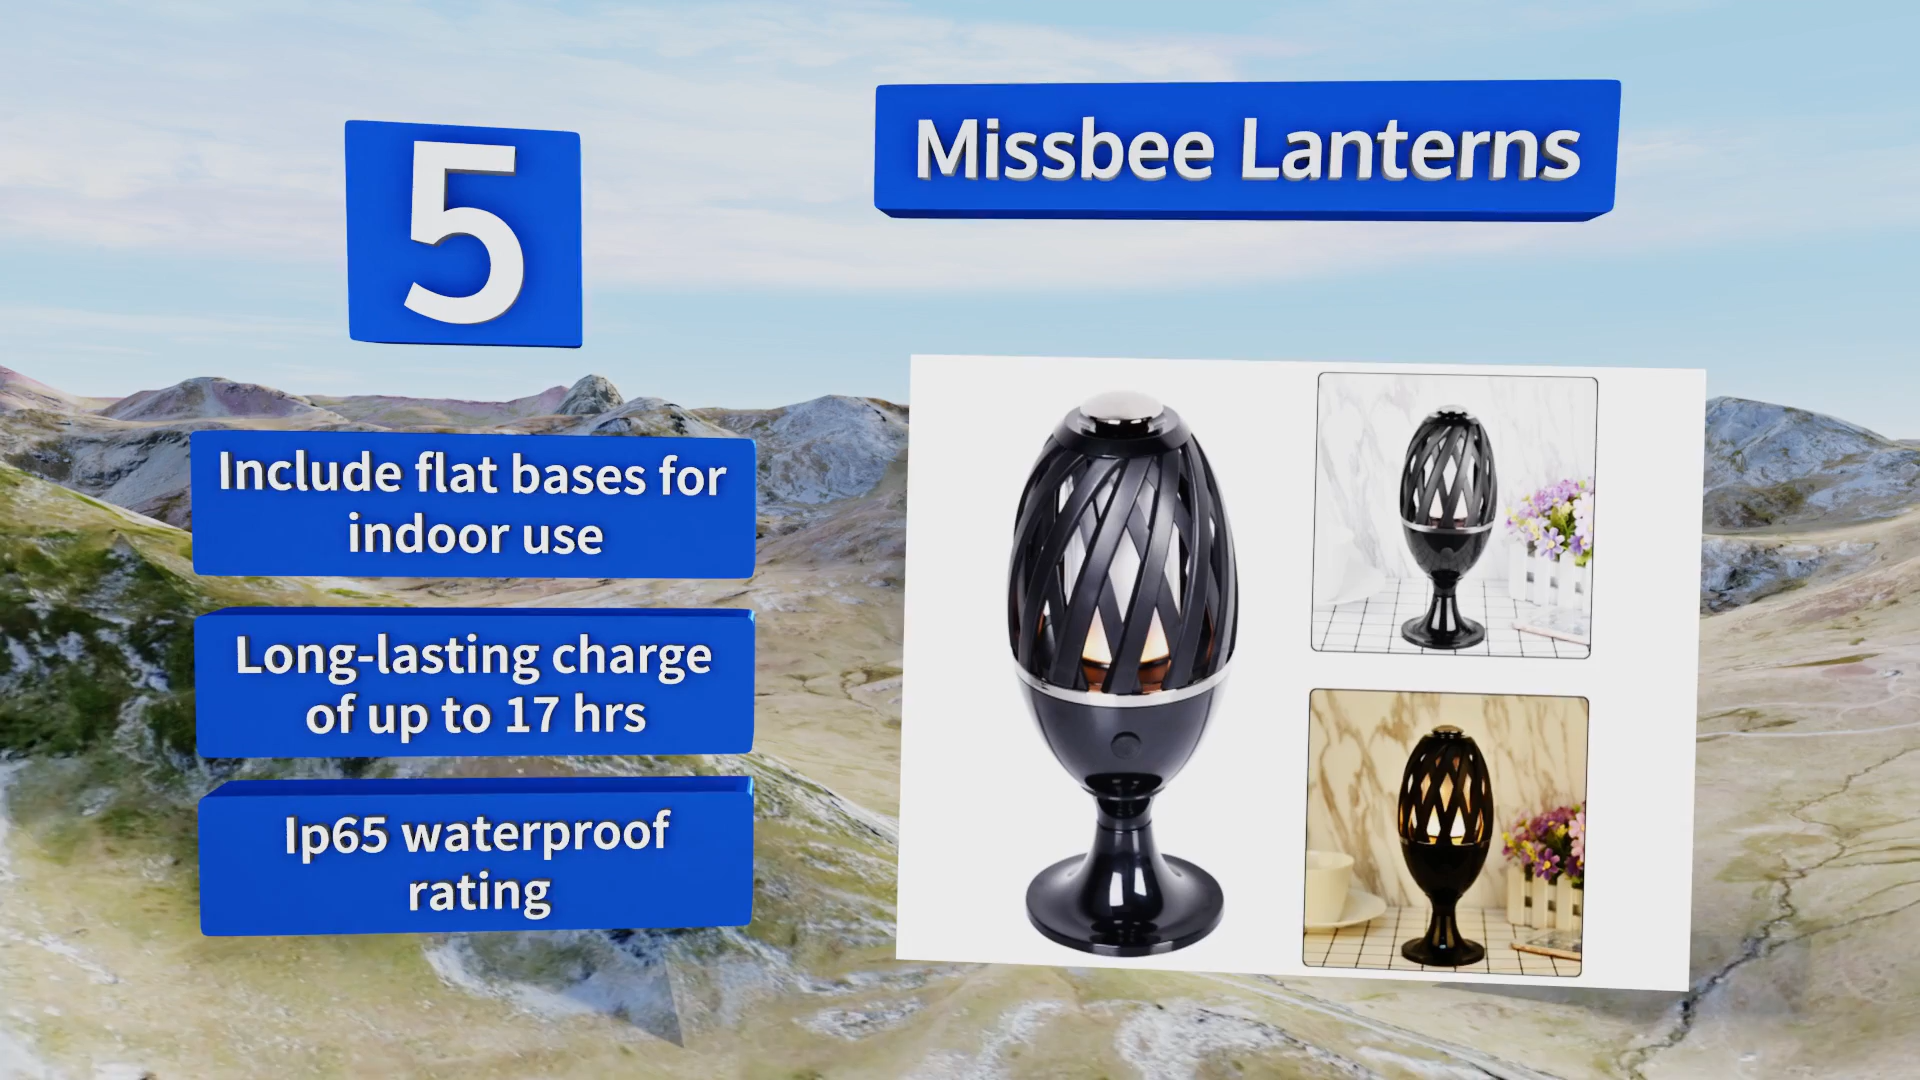 5
Missbee Lanterns
Include flat bases for
indoor use
Long-lasting charge
of up to 17 hrs
Ip65 waterproof
rating